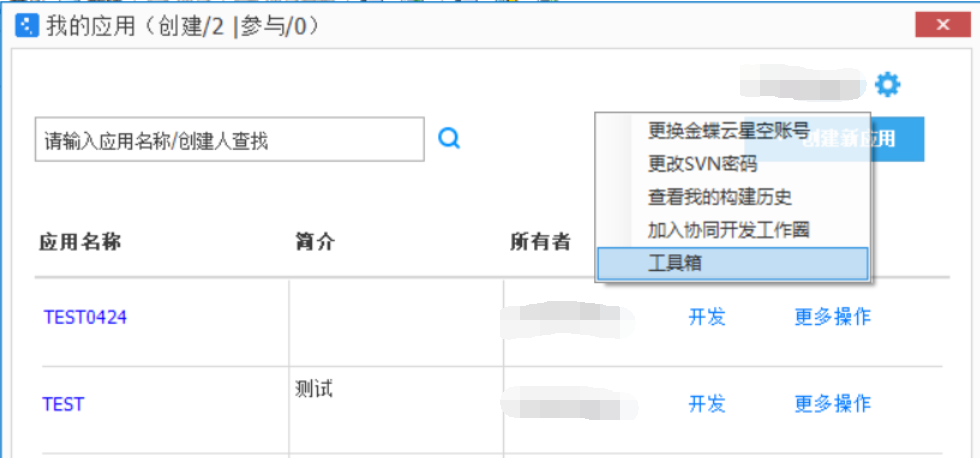 我的应用（创建/2 |参与/0）
请输入应用名称/创建人查找
创建新应用
更换金蝶云星空账号
更改SVN密码
查看我的构建历史
加入协同开发工作圈
工具箱
应用名称 简介 所有者
TEST0424 开发 更多操作
TEST 测试 开发 更多操作